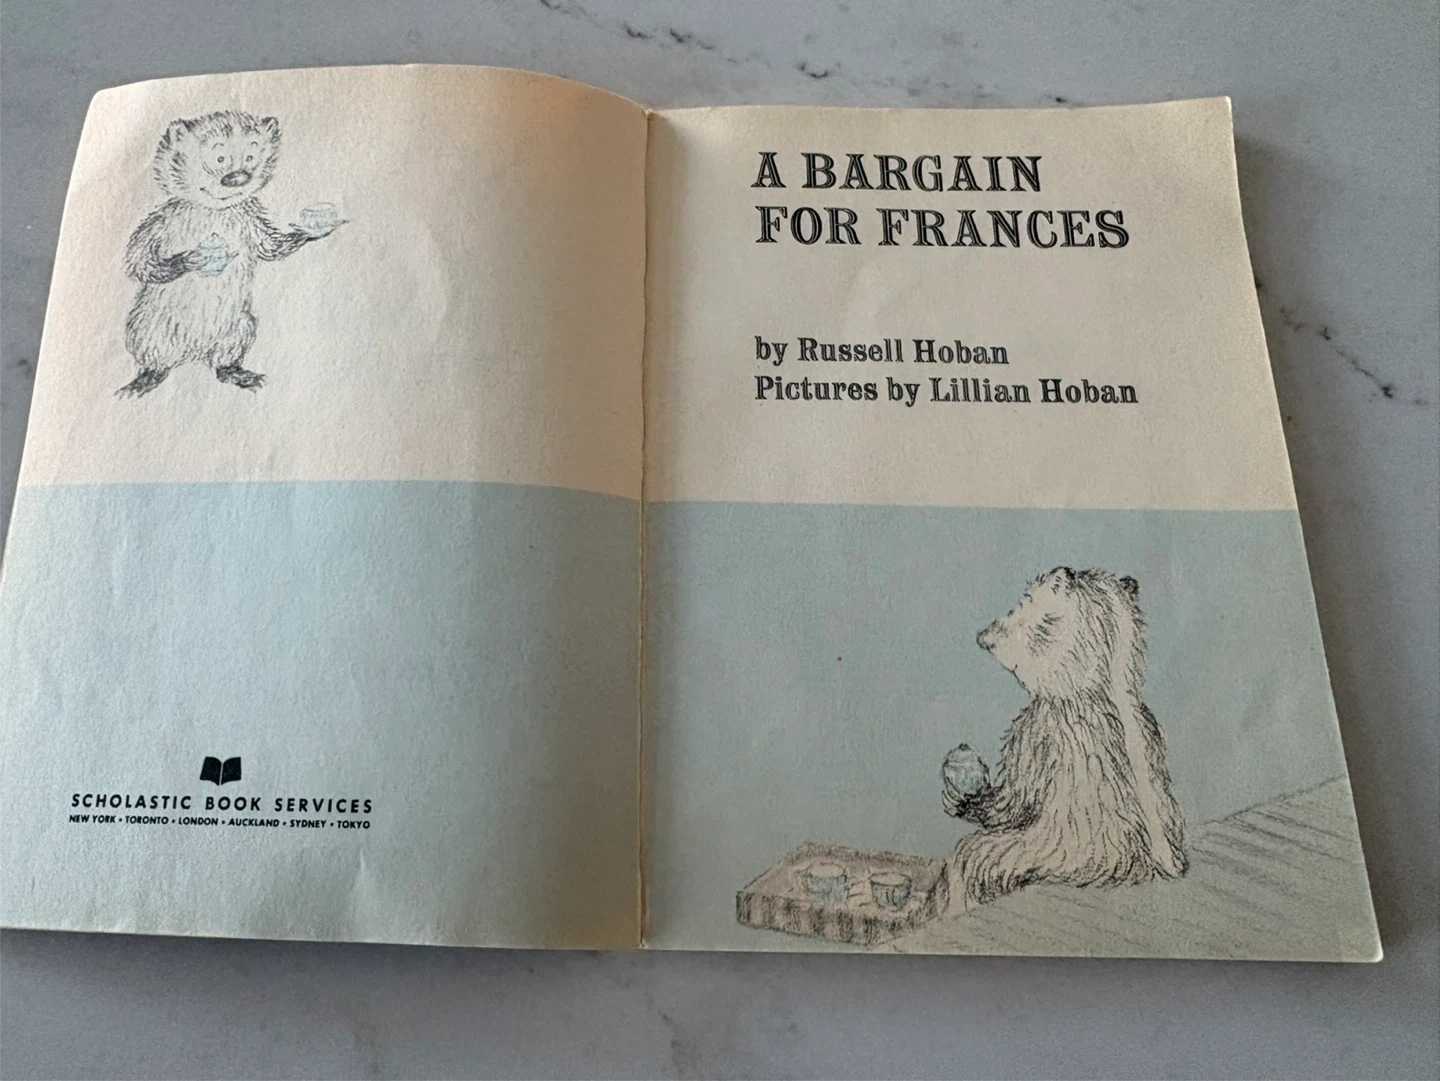 SCHOLASTIC BOOK SERVICES
NEW YORK • TORONTO • LONDON • AUCKLAND • SYDNEY • TOKYO
A BARGAIN
FOR FRANCES
by Russell Hoban
Pictures by Lillian Hoban